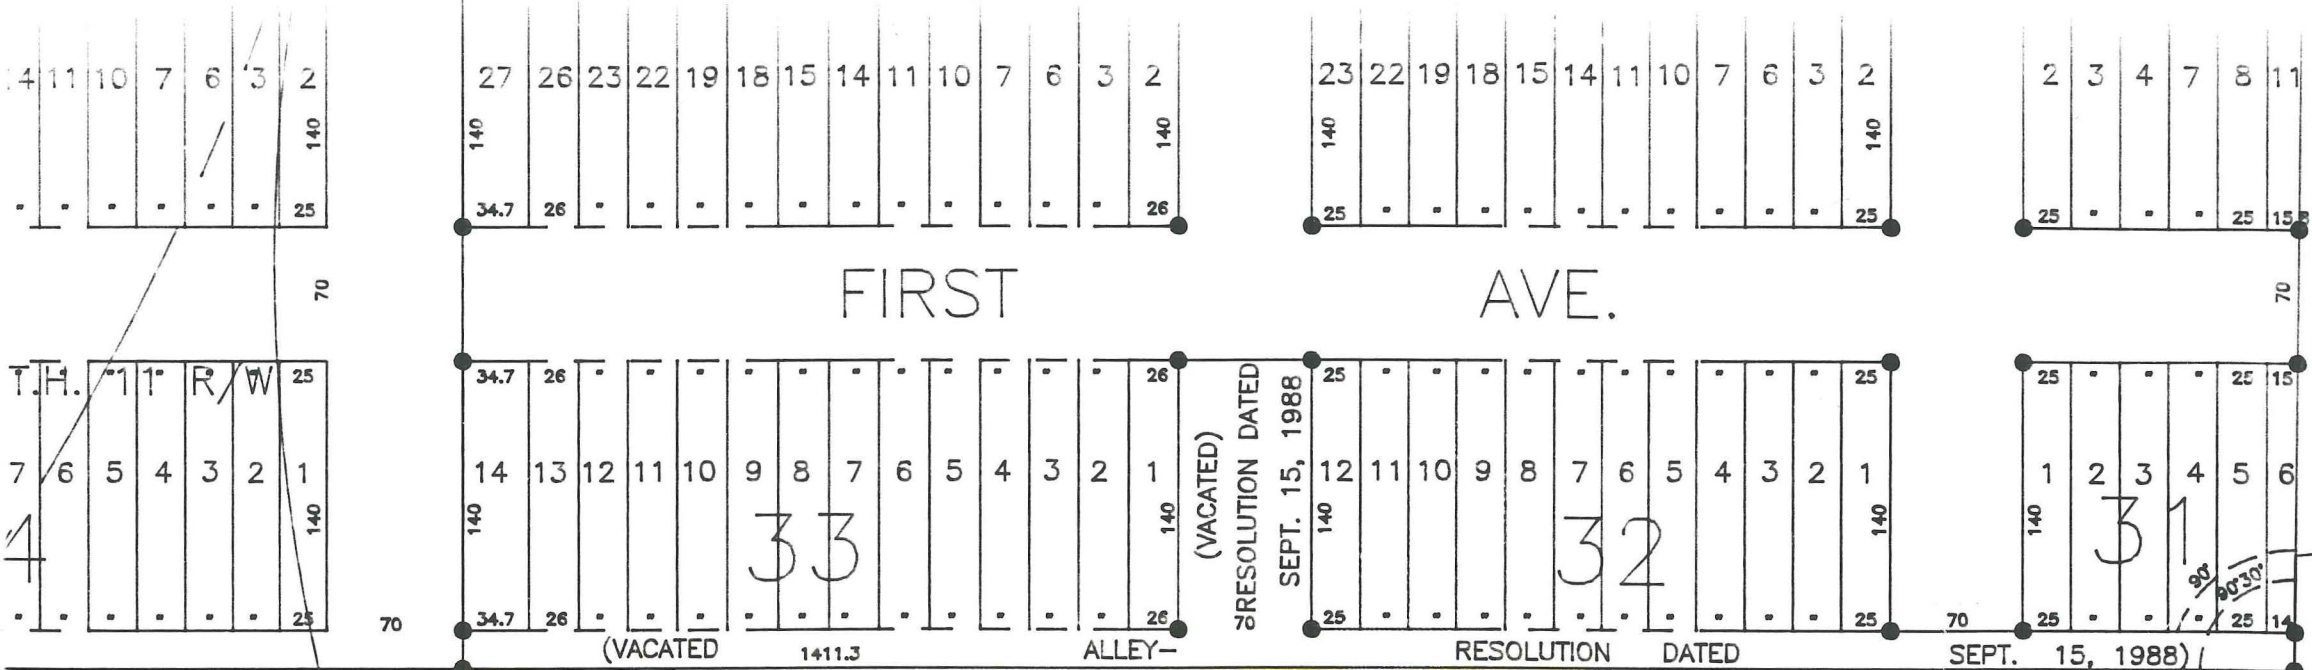 4 11 10 7 6 3 2 27 26 23 22 19 18 15 14 11 10 7 6 3 2 23 22 19 18 15 14 11 10 7 6 3 2 2 3 4 7 8 11
140 140 140 140 140
" " " " " " 25 34.7 26 " " " " " " " " " " " 26 25 " " " " " " " " " " 25 25 " " " 25 15.8
70 FIRST AVE. 70
T.H. 11 R/W
" " " " " " 25 34.7 26 " " " " " " " " " " " 26 25 " " " " " " " " " " 25 25 " " " 25 15
(VACATED)
RESOLUTION DATED
SEPT. 15, 1988
7 6 5 4 3 2 1 14 13 12 11 10 9 8 7 6 5 4 3 2 1 12 11 10 9 8 7 6 5 4 3 2 1 1 2 3 4 5 6
140 140 140 140 140 140
4 33 32 31
90° 90°30'
" " " " " " 25 70 34.7 26 " " " " " " " " " " " 26 70 25 " " " " " " " " " " 25 70 25 " " " 25 14
(VACATED 1411.3 ALLEY- RESOLUTION DATED SEPT. 15, 1988)